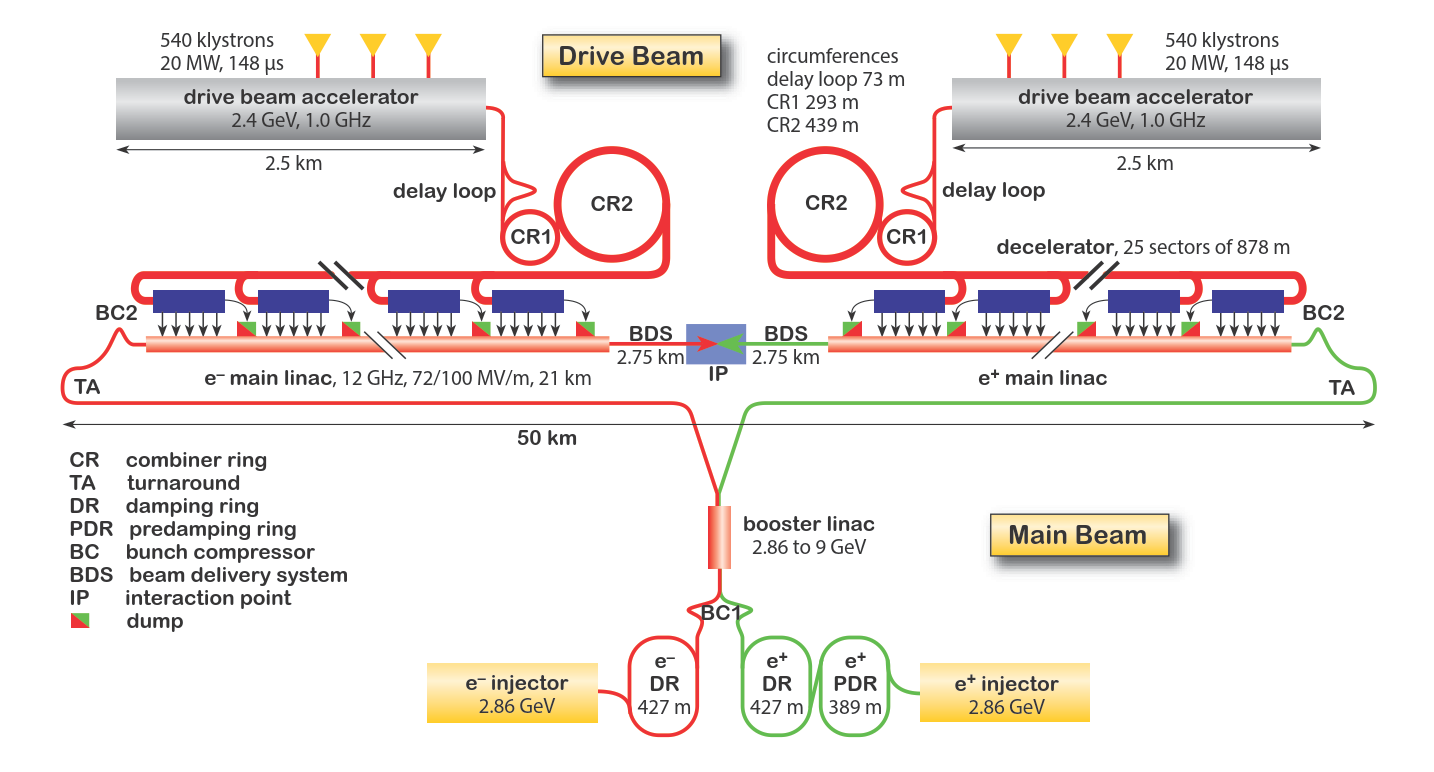 540 klystrons
20 MW, 148 µs
Drive Beam
circumferences
delay loop 73 m
CR1 293 m
CR2 439 m
540 klystrons
20 MW, 148 µs
drive beam accelerator
2.4 GeV, 1.0 GHz
drive beam accelerator
2.4 GeV, 1.0 GHz
2.5 km
2.5 km
delay loop
CR2
CR1
CR2
CR1
delay loop
decelerator, 25 sectors of 878 m
BC2
BDS
2.75 km
IP
BDS
2.75 km
BC2
TA
e⁻ main linac, 12 GHz, 72/100 MV/m, 21 km
e⁺ main linac
TA
50 km
CR combiner ring
TA turnaround
DR damping ring
PDR predamping ring
BC bunch compressor
BDS beam delivery system
IP interaction point
dump
booster linac
2.86 to 9 GeV
Main Beam
BC1
e⁻ injector
2.86 GeV
e⁻
DR
427 m
e⁺
DR
427 m
e⁺
PDR
389 m
e⁺ injector
2.86 GeV